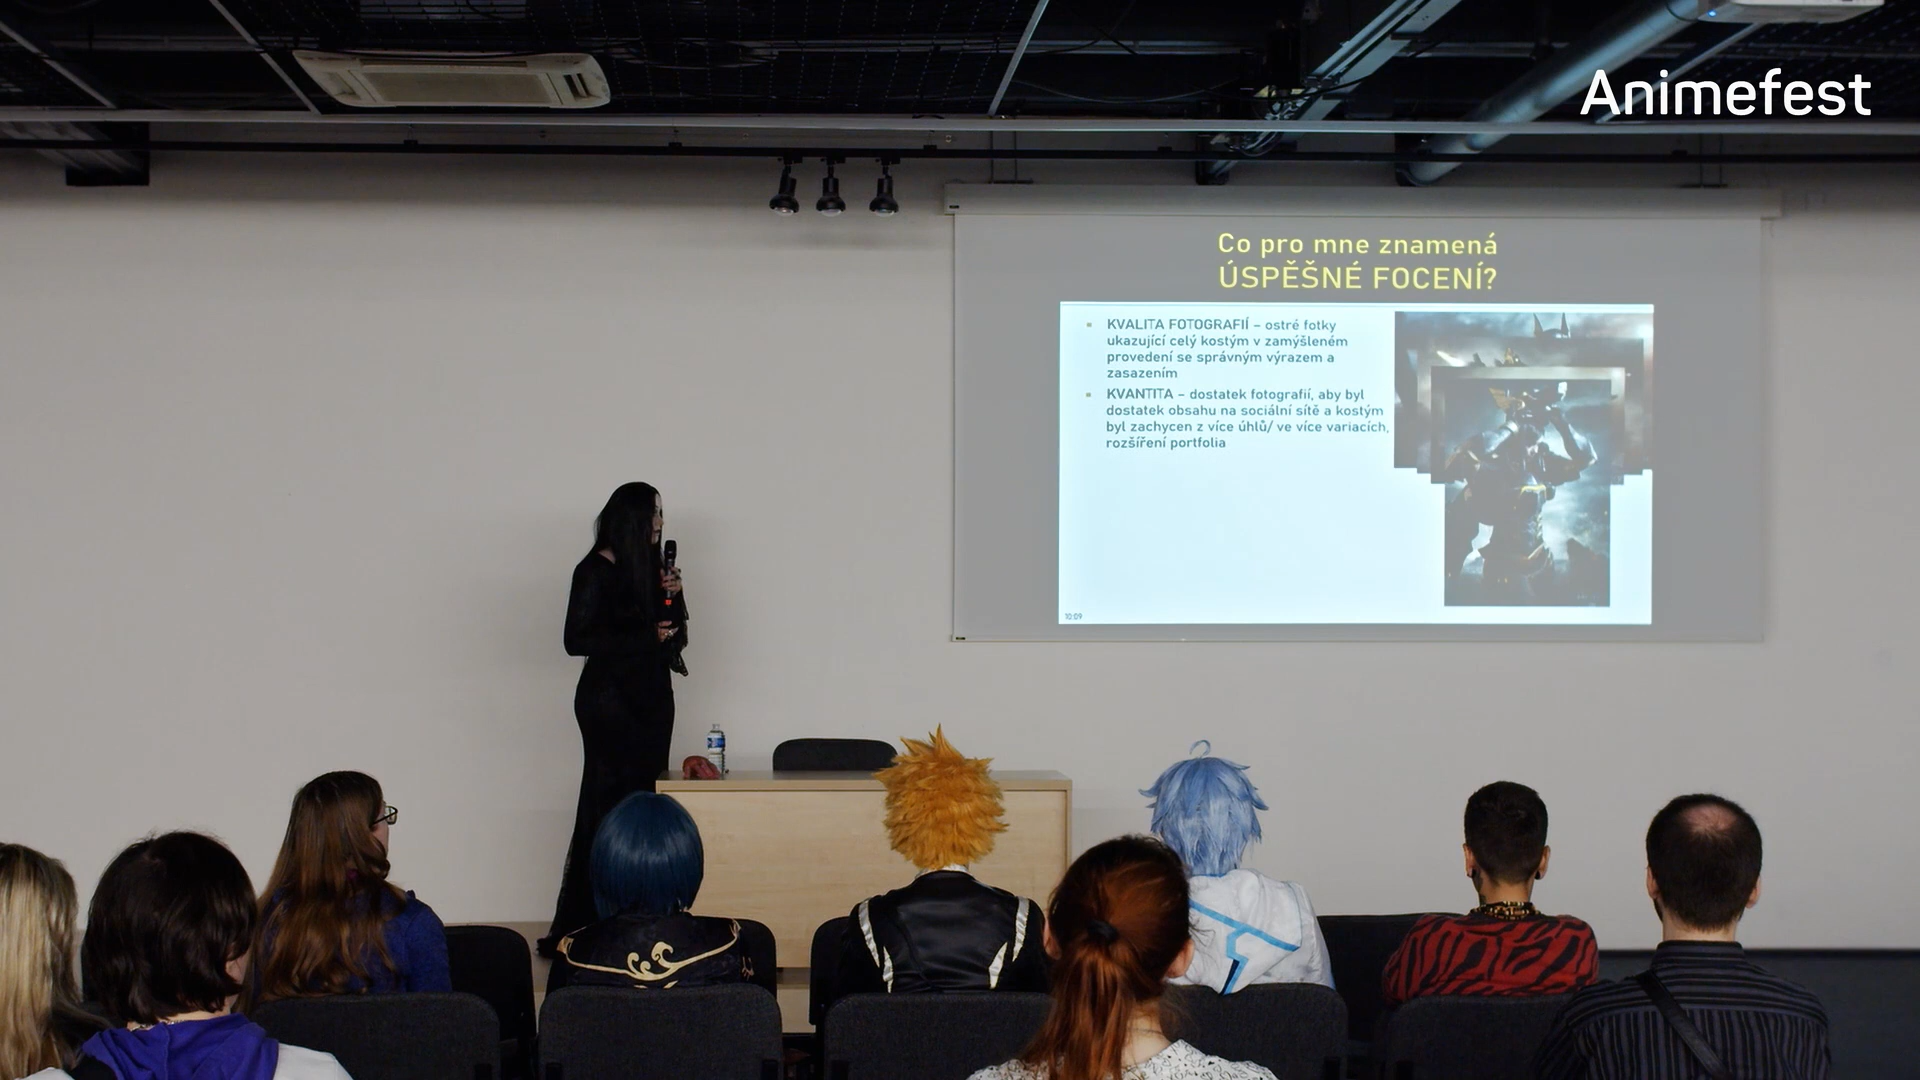 Animefest
Co pro mne znamená
ÚSPĚŠNÉ FOCENÍ?
KVALITA FOTOGRAFIÍ – ostré fotky
ukazující celý kostým v zamýšleném
provedení se správným výrazem a
zasazením
KVANTITA – dostatek fotografií, aby byl
dostatek obsahu na sociální sítě a kostým
byl zachycen z více úhlů/ ve více variacích,
rozšíření portfolia
10:09